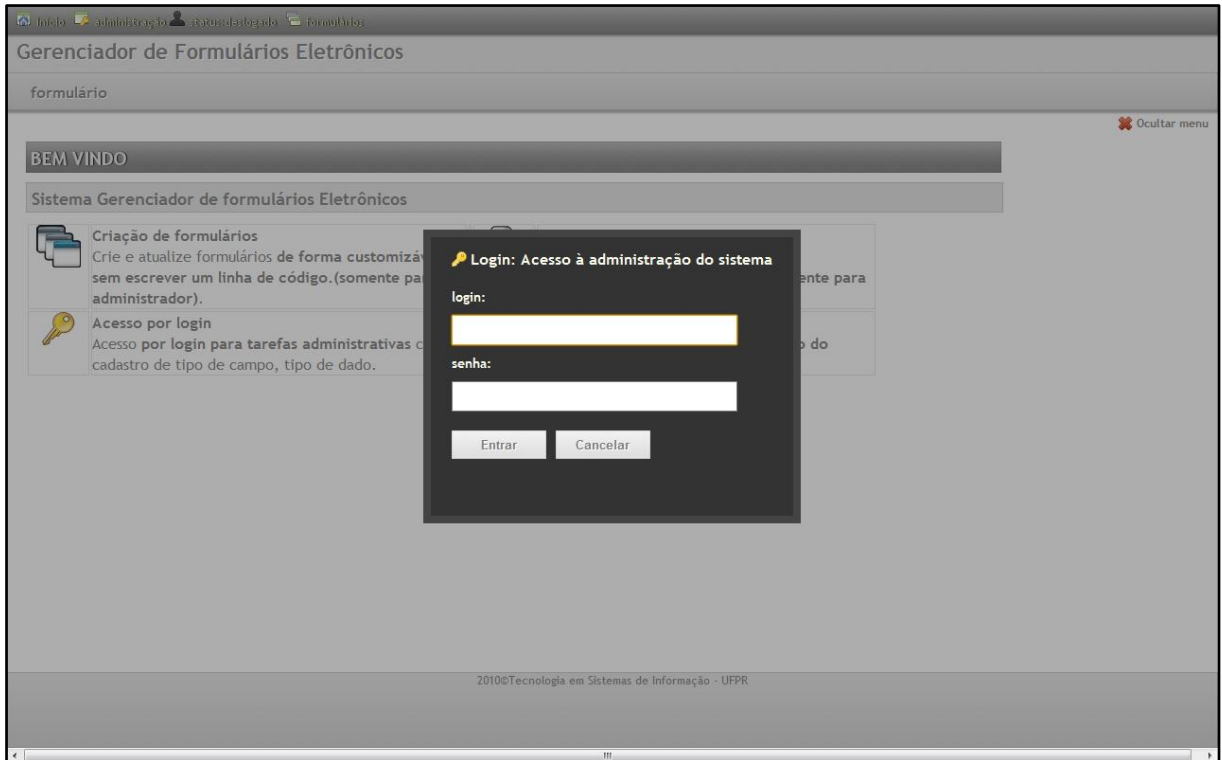 Início administração status:deslogado formulários
Gerenciador de Formulários Eletrônicos
formulário
Ocultar menu
BEM VINDO
Sistema Gerenciador de formulários Eletrônicos
Criação de formulários
Crie e atualize formulários de forma customizáv
sem escrever um linha de código.(somente pa
administrador).
ente para
Acesso por login
Acesso por login para tarefas administrativas c
cadastro de tipo de campo, tipo de dado.
o do
Login: Acesso à administração do sistema
login:
senha:
Entrar Cancelar
2010©Tecnologia em Sistemas de Informação - UFPR